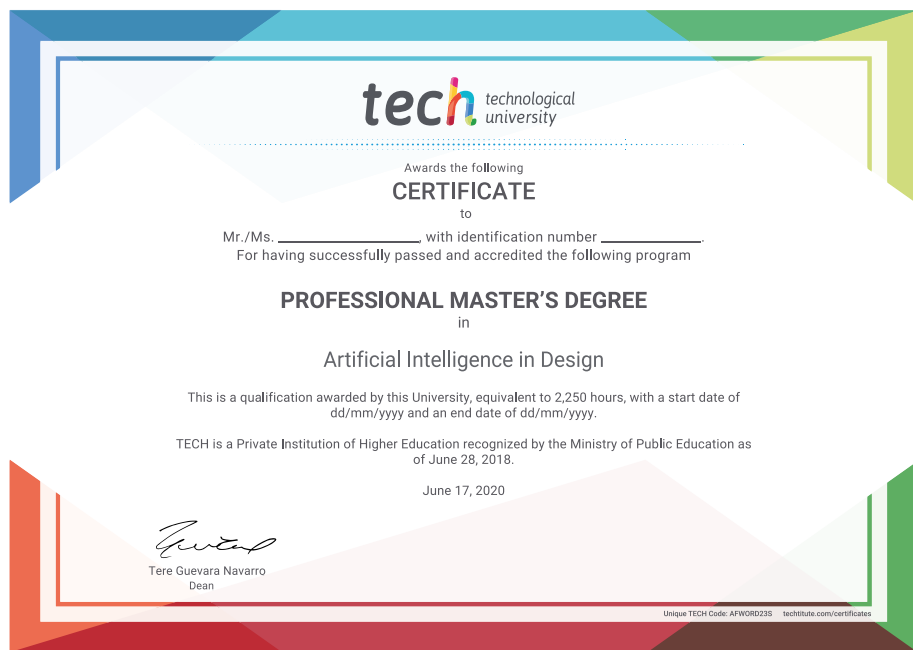 tech technological
university
Awards the following
CERTIFICATE
to
Mr./Ms. ____________________, with identification number ______________.
For having successfully passed and accredited the following program
PROFESSIONAL MASTER’S DEGREE
in
Artificial Intelligence in Design
This is a qualification awarded by this University, equivalent to 2,250 hours, with a start date of
dd/mm/yyyy and an end date of dd/mm/yyyy.
TECH is a Private Institution of Higher Education recognized by the Ministry of Public Education as
of June 28, 2018.
June 17, 2020
Tere Guevara Navarro
Dean
Unique TECH Code: AFWORD23S techtitute.com/certificates